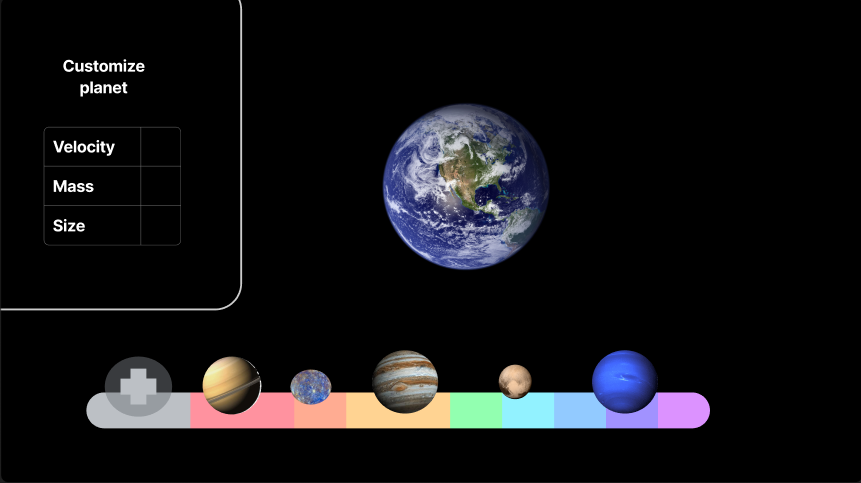 Customize
planet
Velocity
Mass
Size